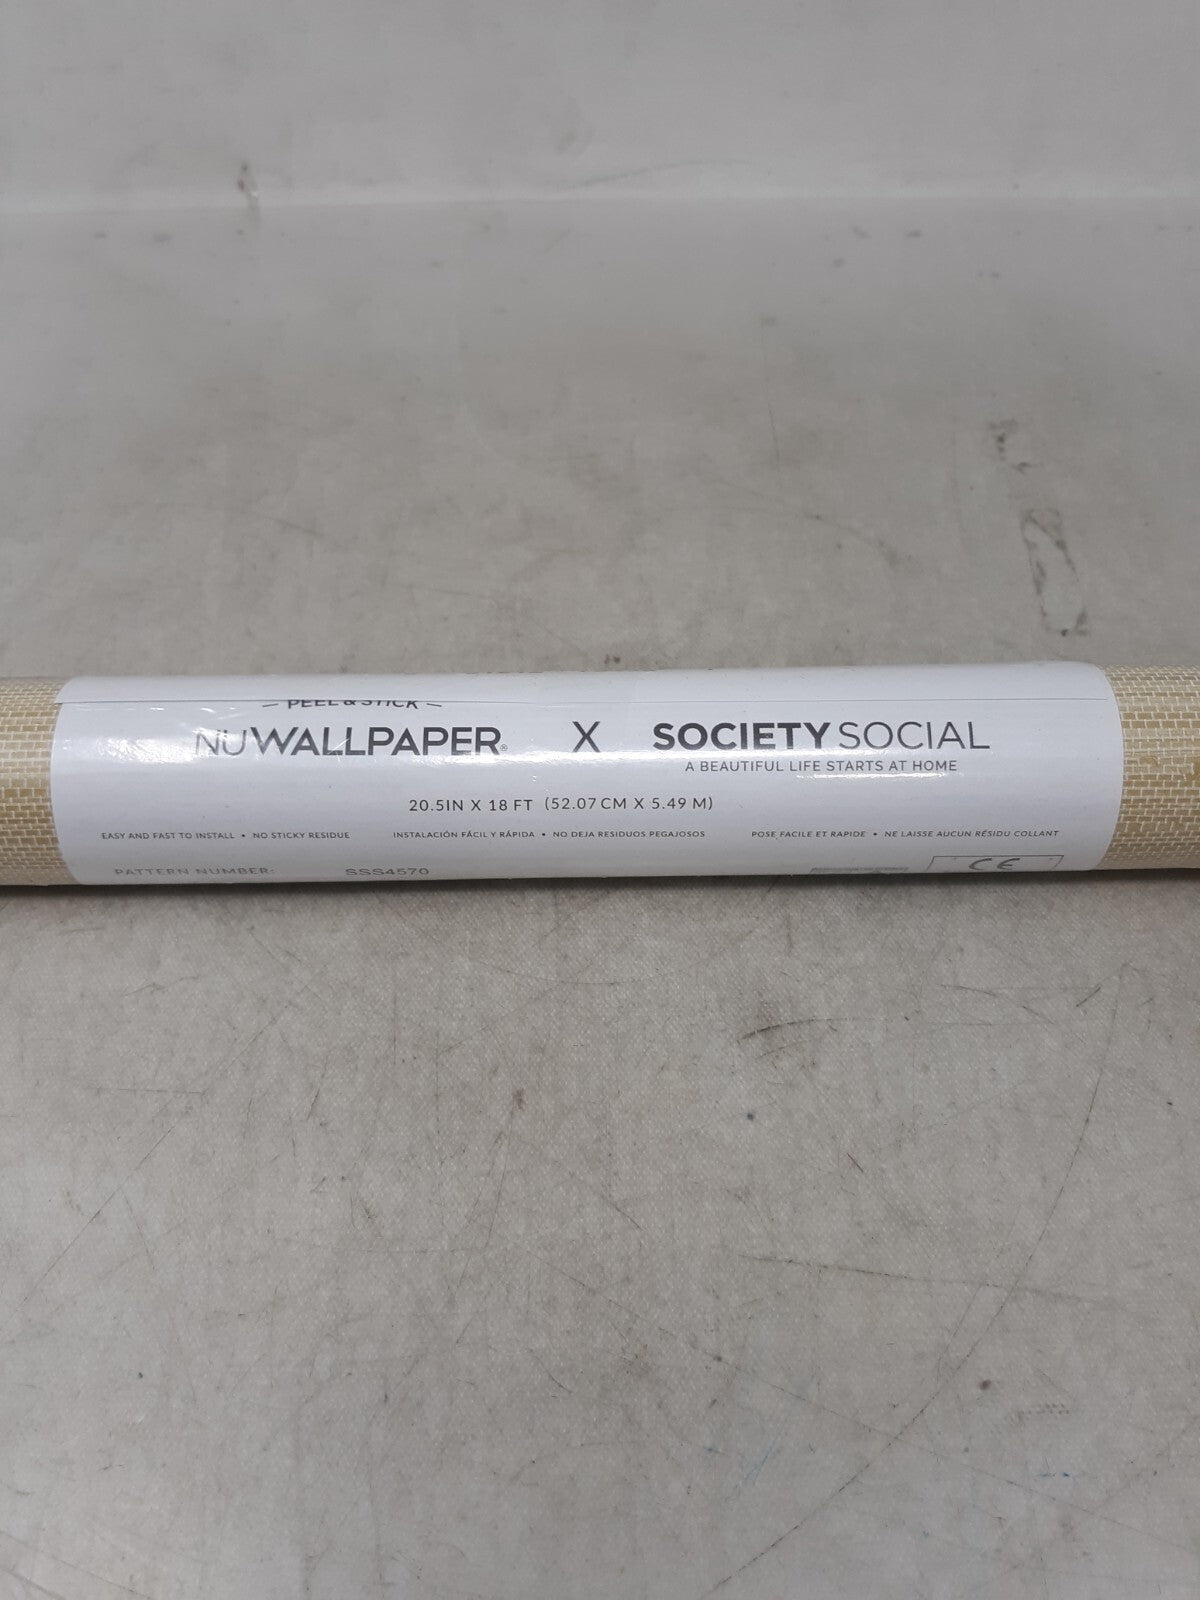 – PEEL & STICK –
NUWALLPAPER® X SOCIETY SOCIAL
A BEAUTIFUL LIFE STARTS AT HOME
20.5IN X 18 FT (52.07 CM X 5.49 M)
EASY AND FAST TO INSTALL • NO STICKY RESIDUE INSTALACIÓN FÁCIL Y RÁPIDA • NO DEJA RESIDUOS PEGAJOSOS POSE FACILE ET RAPIDE • NE LAISSE AUCUN RÉSIDU COLLANT
PATTERN NUMBER: SSS4570 CE